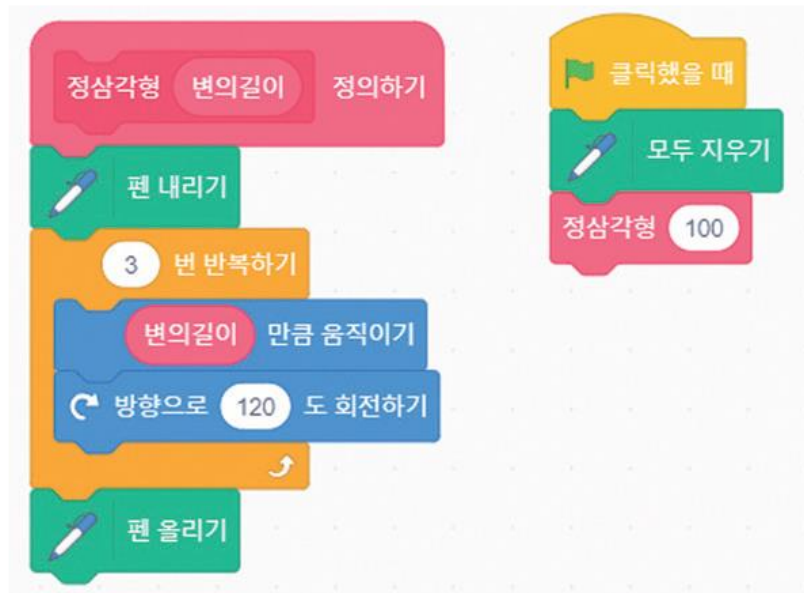 정삼각형 변의길이 정의하기
펜 내리기
3 번 반복하기
변의길이 만큼 움직이기
방향으로 120 도 회전하기
펜 올리기
클릭했을 때
모두 지우기
정삼각형 100